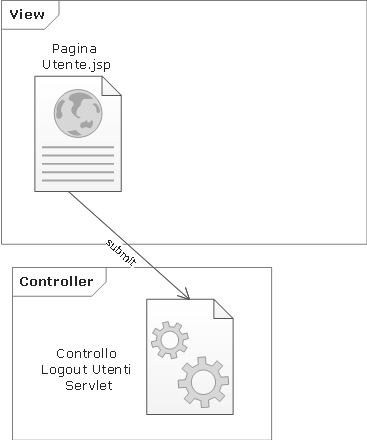 View
Pagina
Utente.jsp
submit
Controller
Controllo
Logout Utenti
Servlet